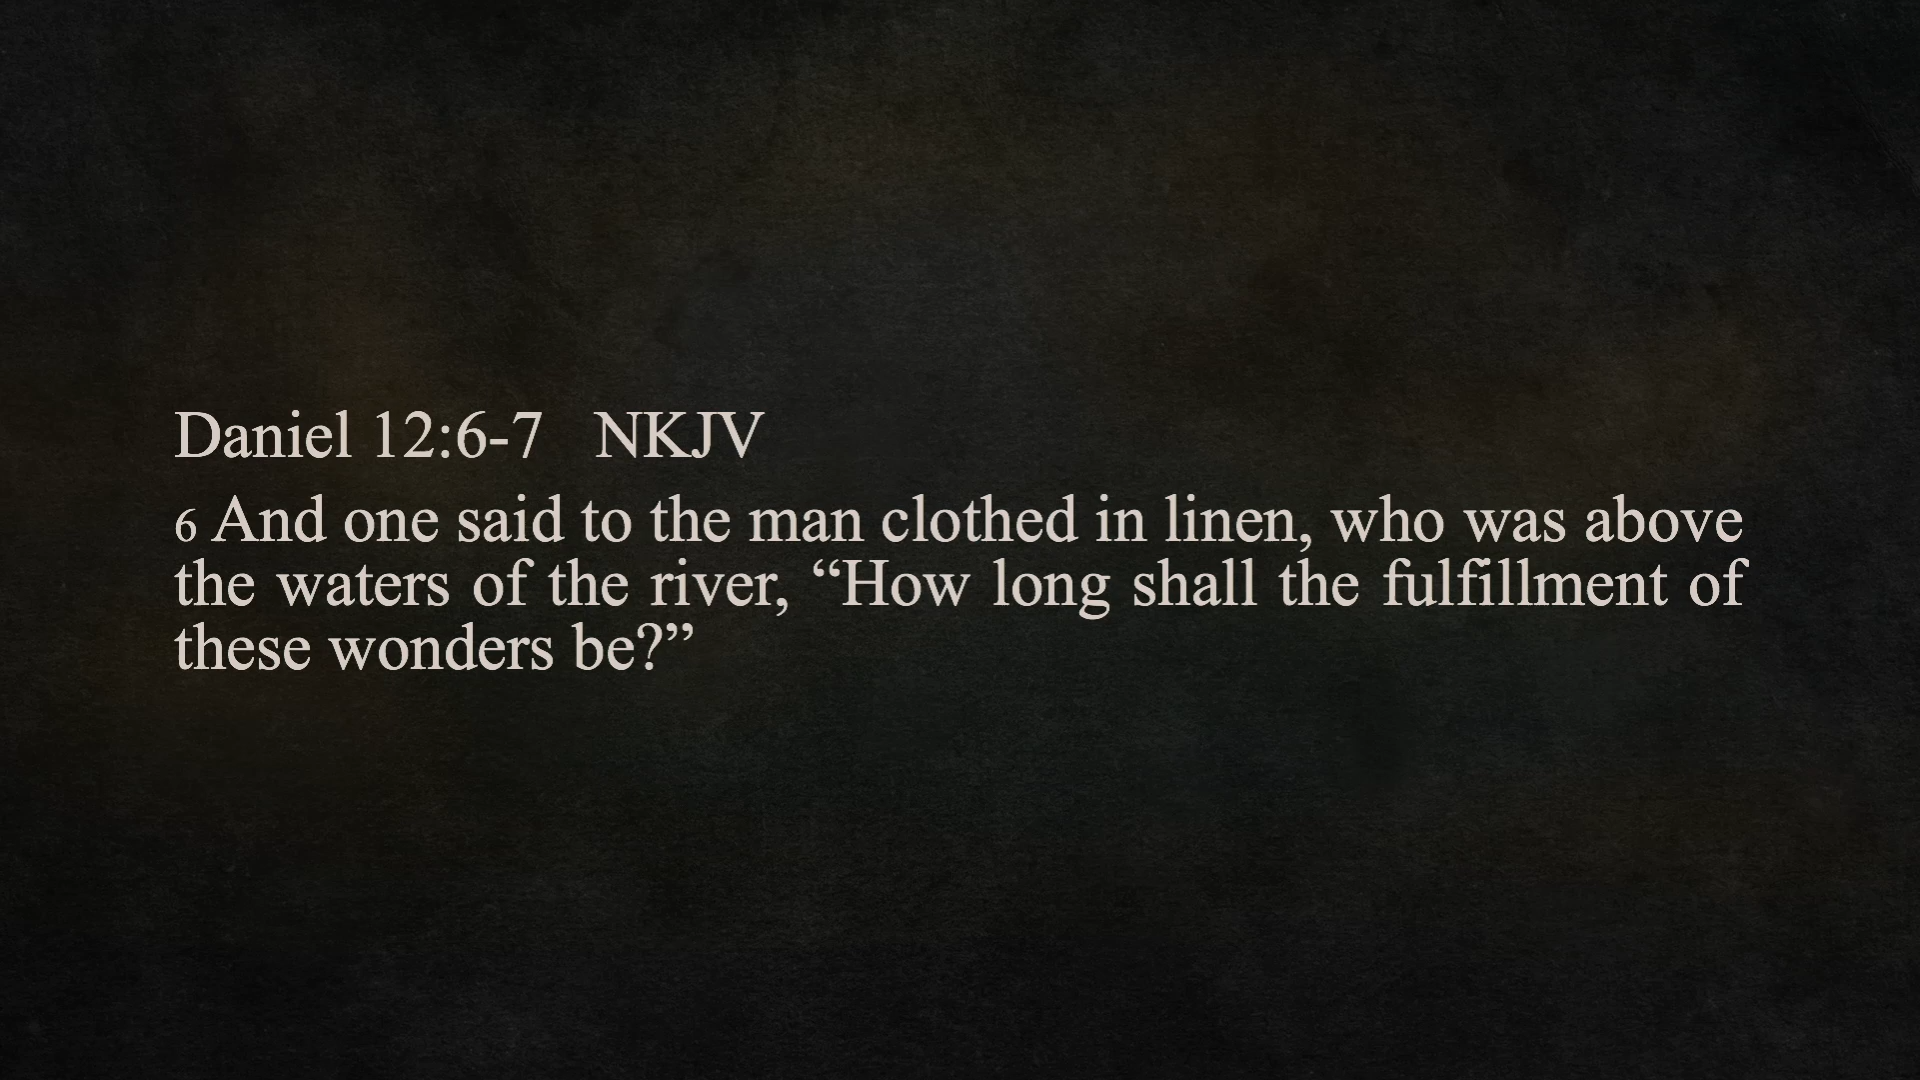 Daniel 12:6-7 NKJV
6 And one said to the man clothed in linen, who was above
the waters of the river, “How long shall the fulfillment of
these wonders be?”